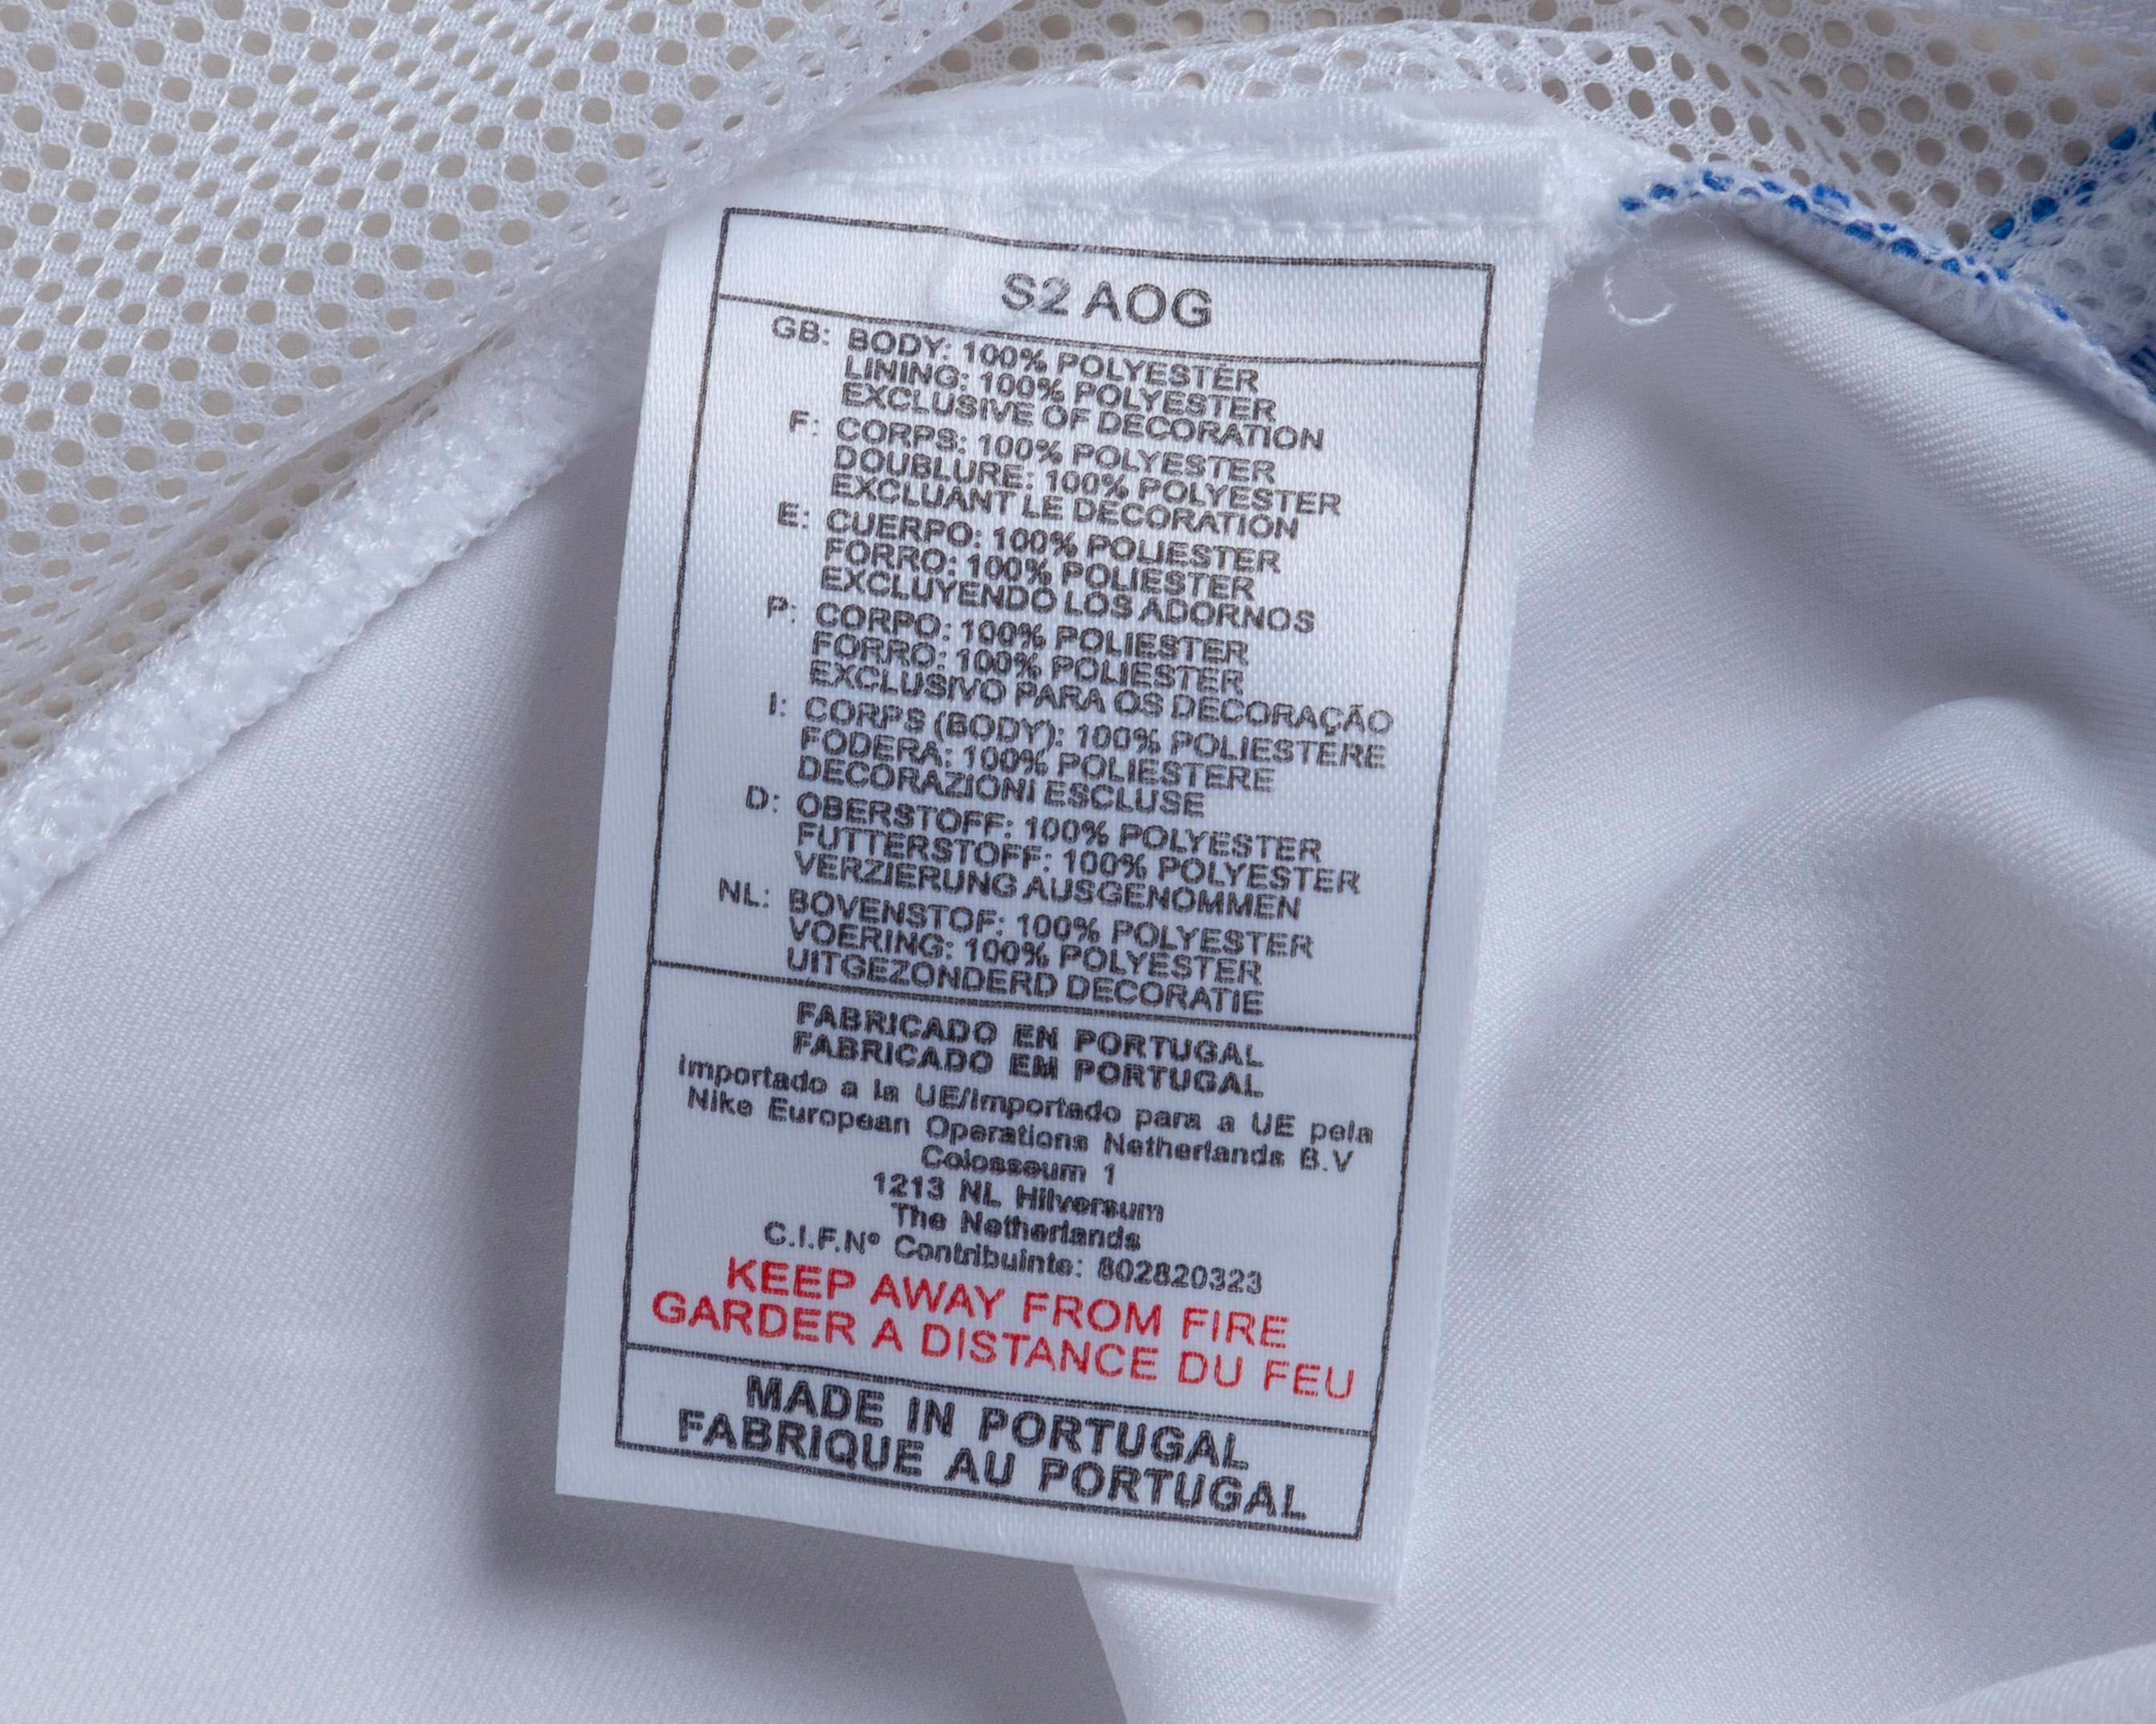 S2 AOG
GB: BODY: 100% POLYESTER
LINING: 100% POLYESTER
EXCLUSIVE OF DECORATION
F: CORPS: 100% POLYESTER
DOUBLURE: 100% POLYESTER
EXCLUANT LE DECORATION
E: CUERPO: 100% POLIESTER
FORRO: 100% POLIESTER
EXCLUYENDO LOS ADORNOS
P: CORPO: 100% POLIESTER
FORRO: 100% POLIESTER
EXCLUSIVO PARA OS DECORAÇÃO
I: CORPS (BODY): 100% POLIESTERE
FODERA: 100% POLIESTERE
DECORAZIONI ESCLUSE
D: OBERSTOFF: 100% POLYESTER
FUTTERSTOFF: 100% POLYESTER
VERZIERUNG AUSGENOMMEN
NL: BOVENSTOF: 100% POLYESTER
VOERING: 100% POLYESTER
UITGEZONDERD DECORATIE
FABRICADO EN PORTUGAL
FABRICADO EM PORTUGAL
Importado a la UE/Importado para a UE pela
Nike European Operations Netherlands B.V
Colosseum 1
1213 NL Hilversum
The Netherlands
C.I.F.Nº Contribuinte: 802820323
KEEP AWAY FROM FIRE
GARDER A DISTANCE DU FEU
MADE IN PORTUGAL
FABRIQUE AU PORTUGAL